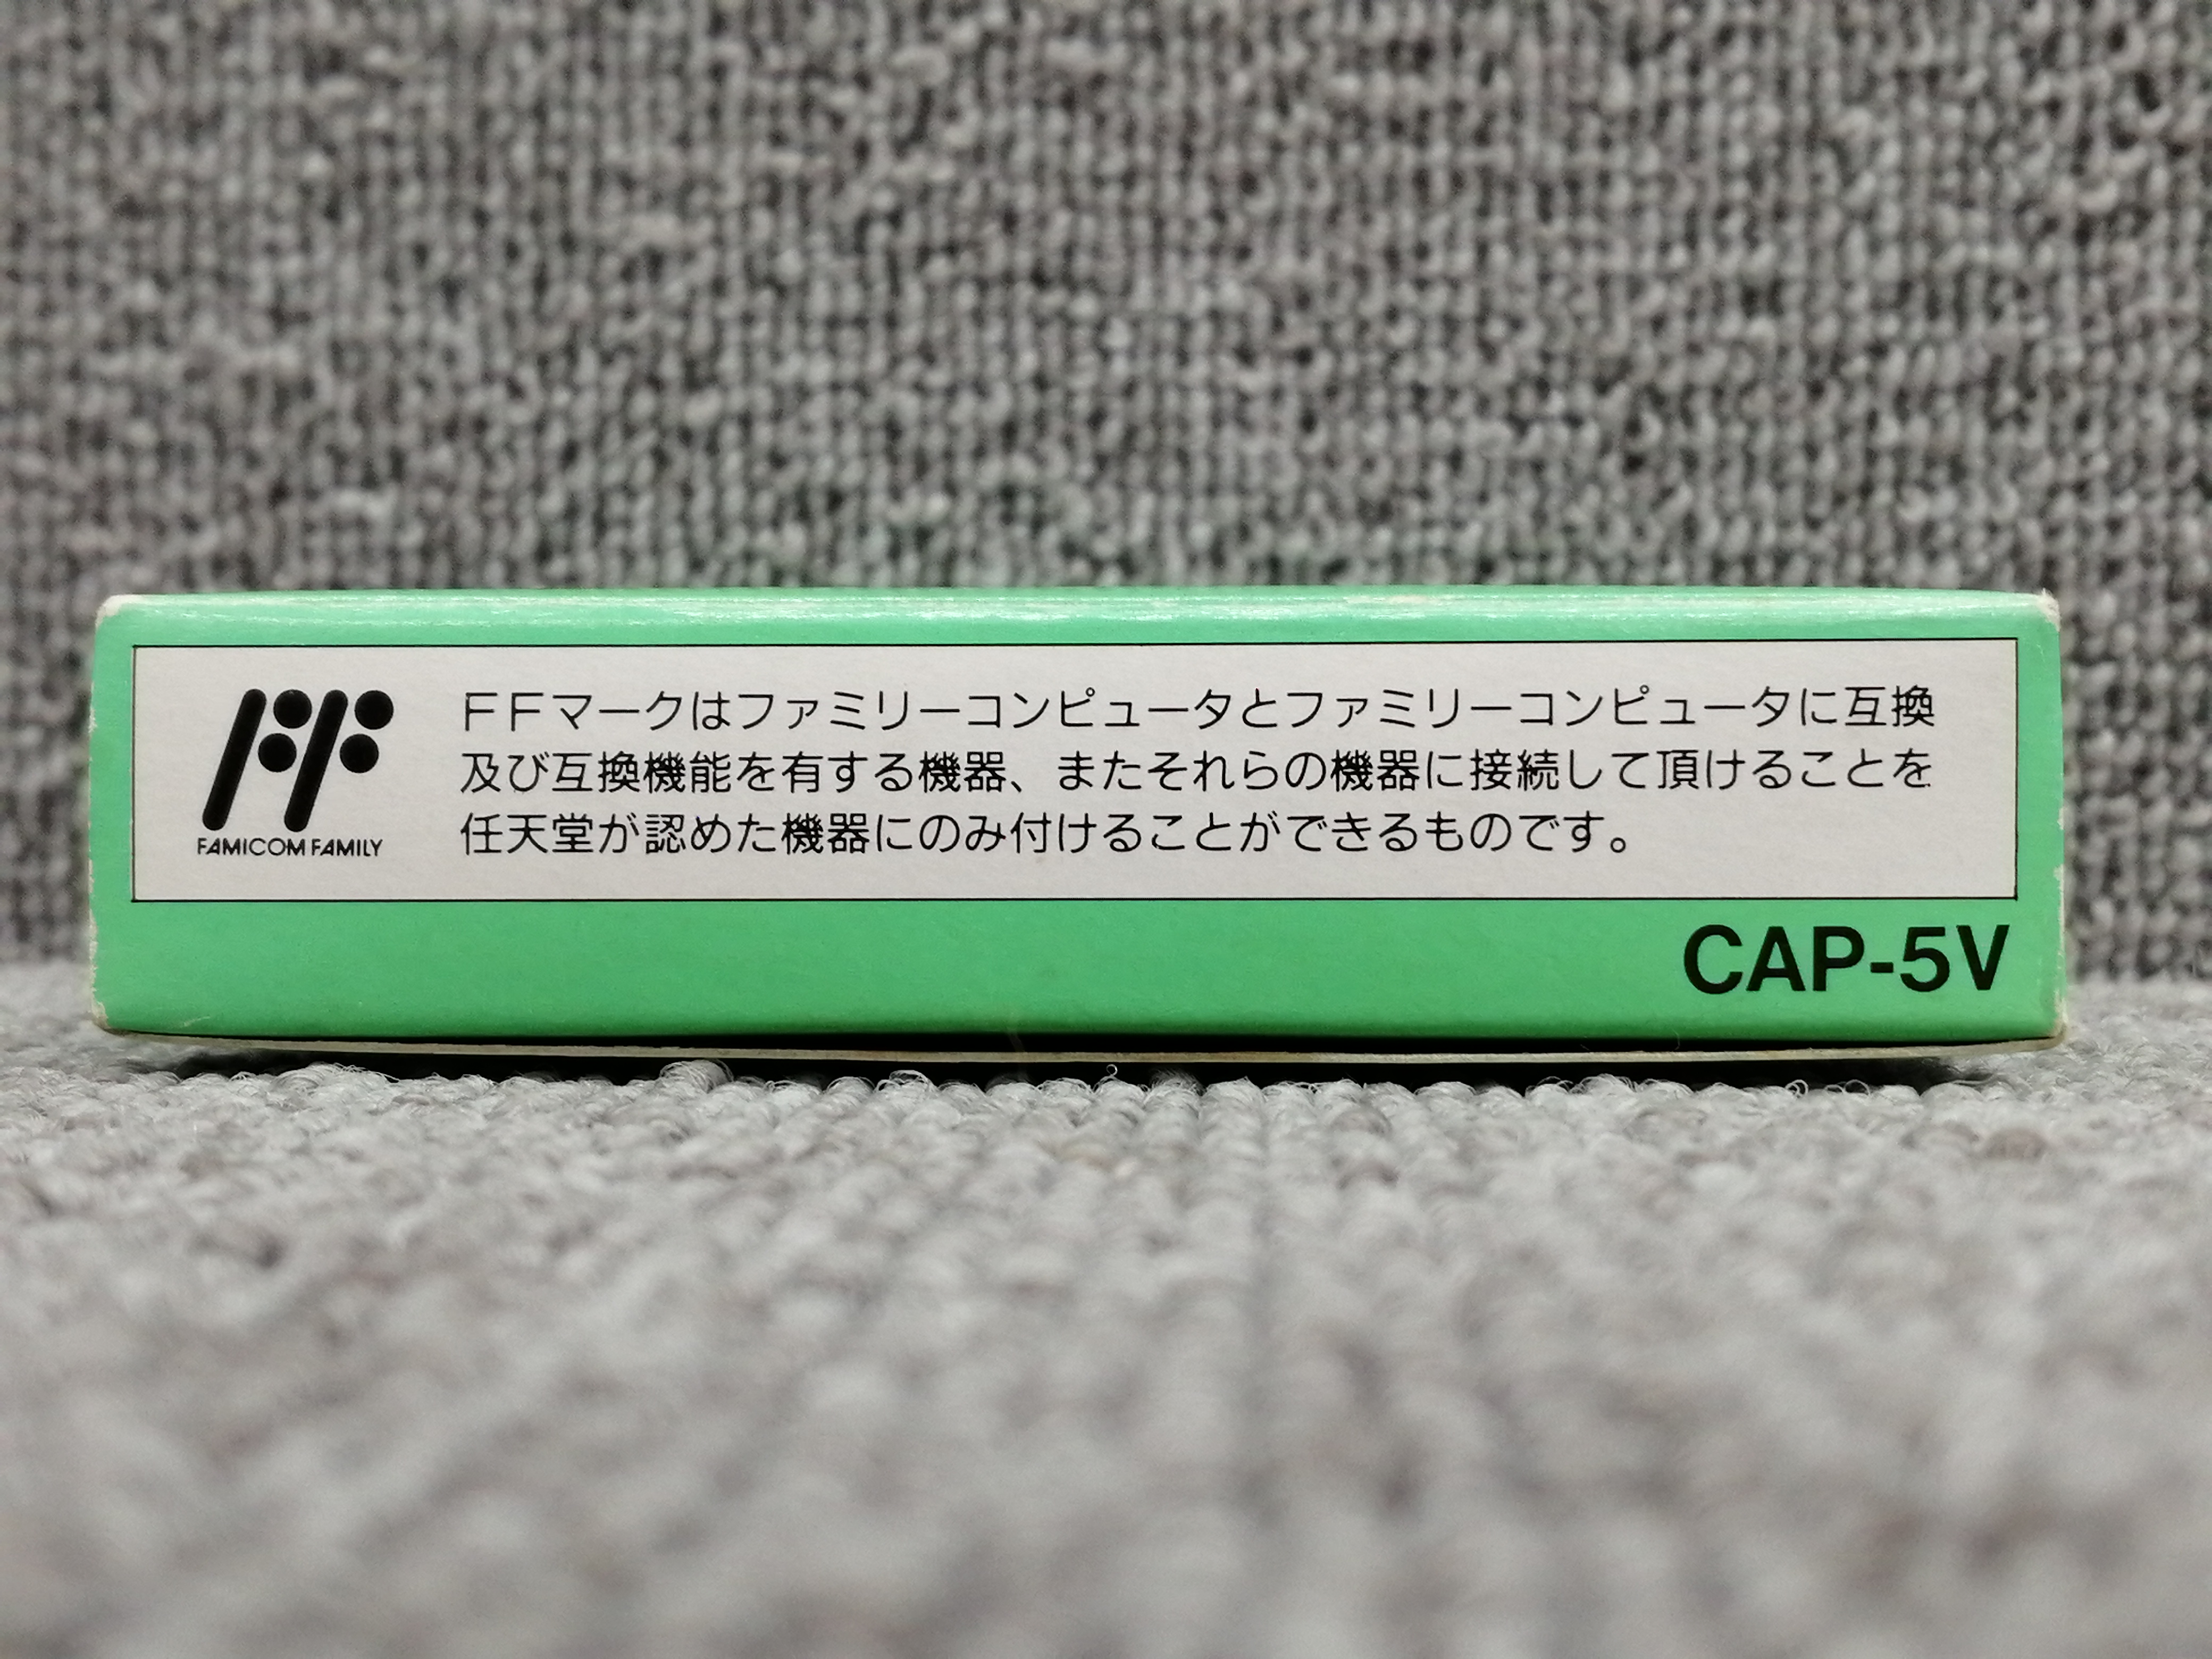 FAMICOM FAMILY
ＦＦマークはファミリーコンピュータとファミリーコンピュータに互換
及び互換機能を有する機器、またそれらの機器に接続して頂けることを
任天堂が認めた機器にのみ付けることができるものです。
CAP-5V